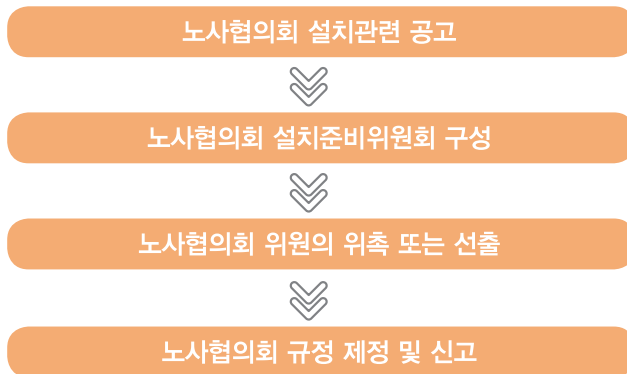 노사협의회 설치관련 공고
노사협의회 설치준비위원회 구성
노사협의회 위원의 위촉 또는 선출
노사협의회 규정 제정 및 신고